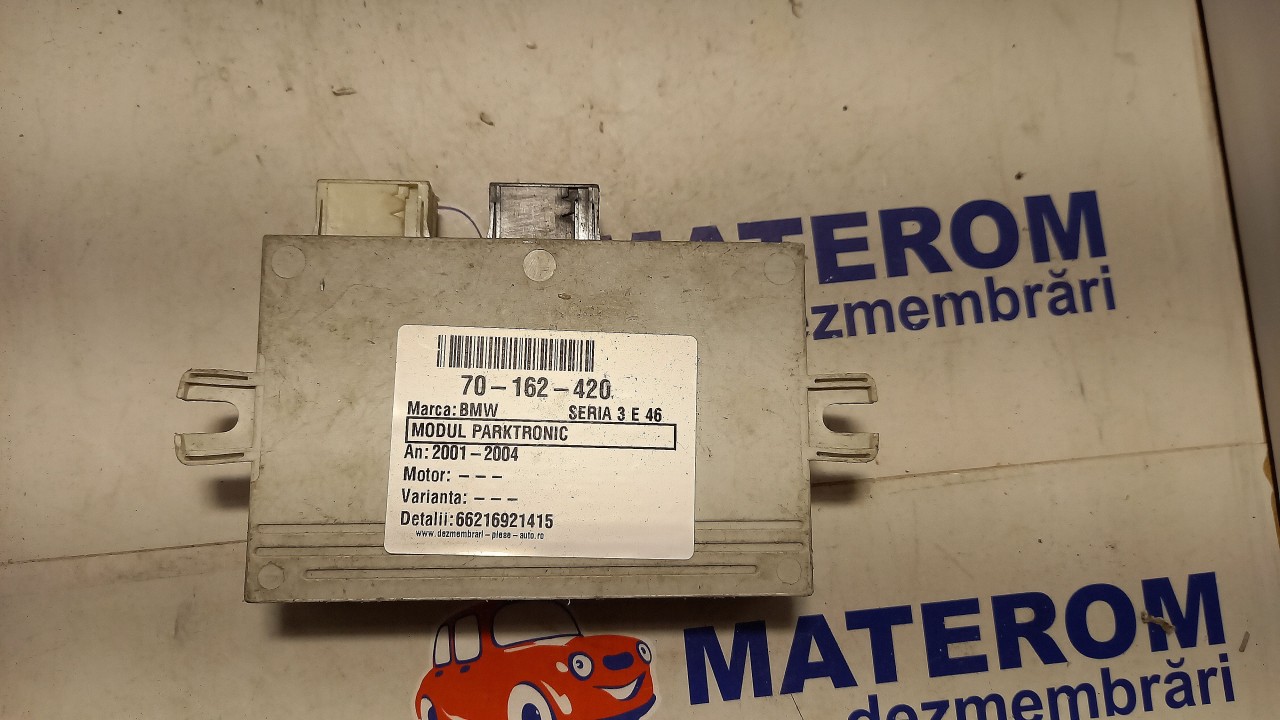 MATEROM
dezmembrări
70-162-420
Marca: BMW SERIA 3 E 46
MODUL PARKTRONIC
An: 2001-2004
Motor: ---
Varianta: ---
Detalii: 66216921415
www.dezmembrari-piese-auto.ro
MATEROM
dezmembrări